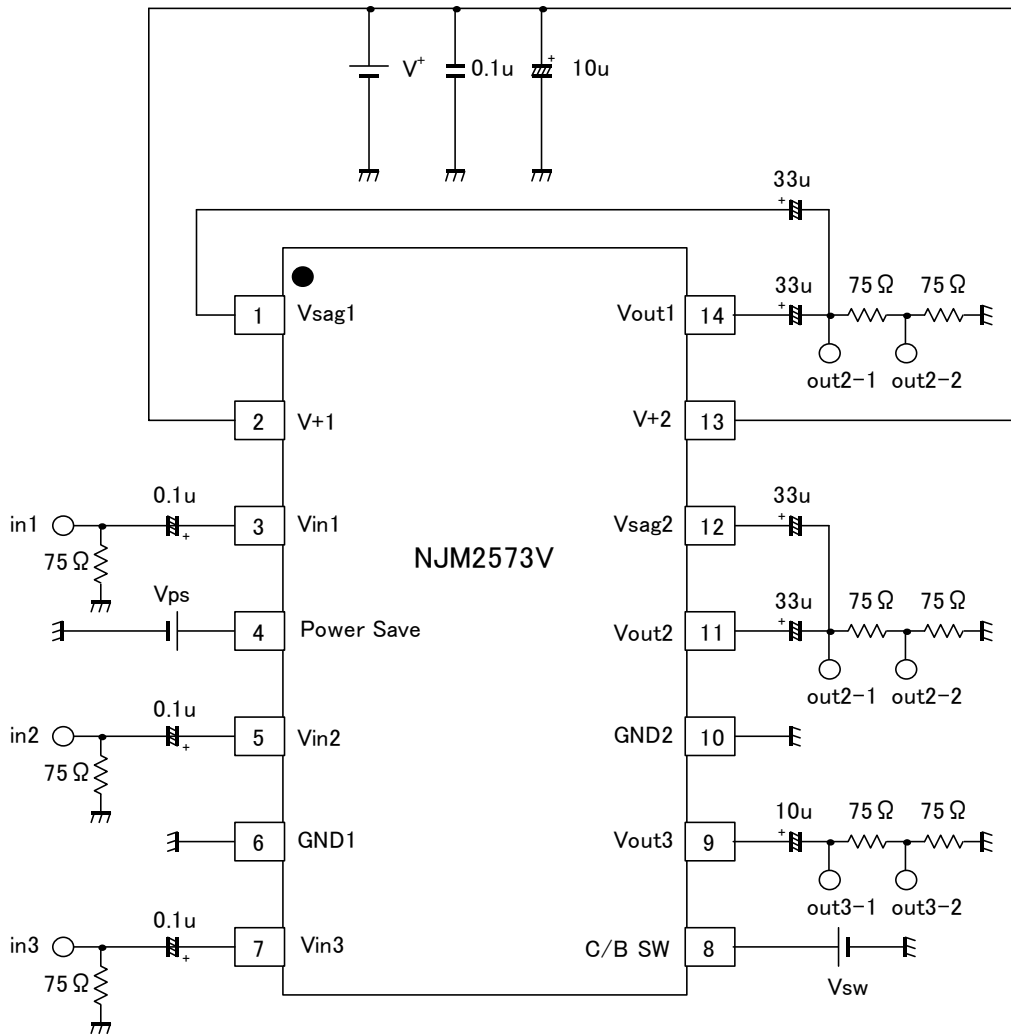 V+ 0.1u + 10u
33u
+
1 Vsag1
33u 75Ω 75Ω
Vout1 14 +
out2-1 out2-2
2 V+1
V+2 13
0.1u
in1 3 Vin1
+
75Ω
33u
Vsag2 12 +
NJM2573V
Vps
4 Power Save
33u 75Ω 75Ω
Vout2 11 +
out2-1 out2-2
0.1u
in2 5 Vin2
+
75Ω
GND2 10
6 GND1
10u 75Ω 75Ω
Vout3 9 +
out3-1 out3-2
0.1u
in3 7 Vin3
+
75Ω
C/B SW 8
Vsw